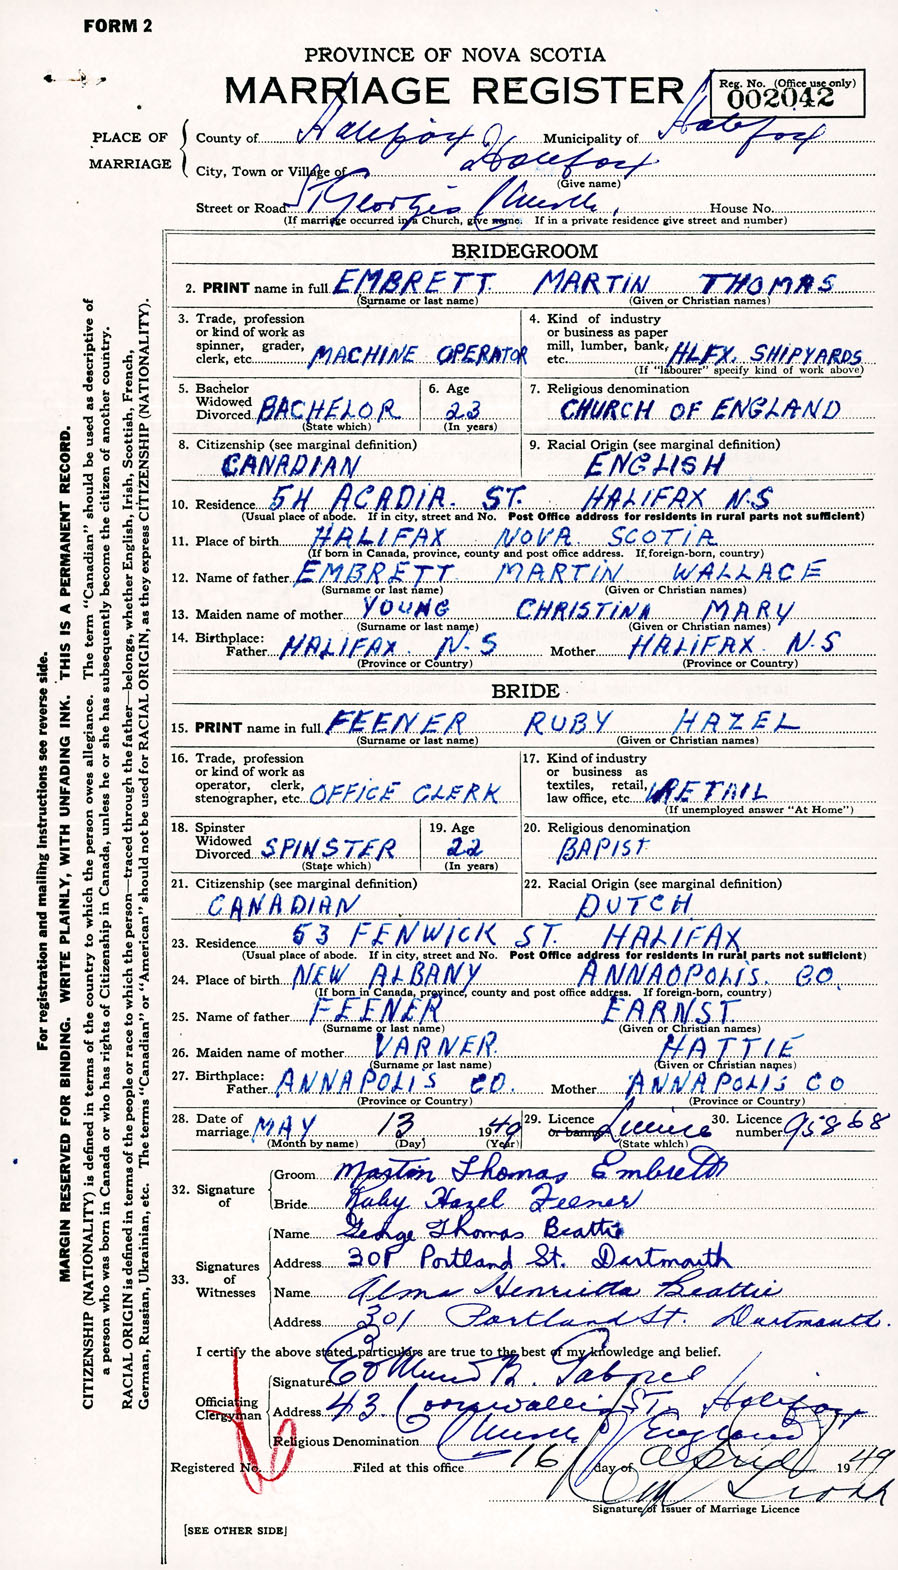 FORM 2
PROVINCE OF NOVA SCOTIA
MARRIAGE REGISTER
Reg. No. (Office use only)
002042
PLACE OF MARRIAGE
County of Halifax Municipality of Halifax
City, Town or Village of Halifax
(Give name)
Street or Road St Georges Church, House No.
(If marriage occurred in a Church, give name. If in a private residence give street and number)
BRIDEGROOM
2. PRINT name in full EMBRETT MARTIN THOMAS
(Surname or last name) (Given or Christian names)
3. Trade, profession or kind of work as spinner, grader, clerk, etc. MACHINE OPERATOR
4. Kind of industry or business as paper mill, lumber, bank, etc. HLFX. SHIPYARDS
(If "labourer" specify kind of work above)
5. Bachelor Widowed Divorced BACHELOR
(State which)
6. Age 23
(In years)
7. Religious denomination
CHURCH OF ENGLAND
8. Citizenship (see marginal definition)
CANADIAN
9. Racial Origin (see marginal definition)
ENGLISH
10. Residence 5H ACADIA. ST. HALIFAX N.S
(Usual place of abode. If in city, street and No. Post Office address for residents in rural parts not sufficient)
11. Place of birth HALIFAX NOVA SCOTIA
(If born in Canada, province, county and post office address. If foreign-born, country)
12. Name of father EMBRETT MARTIN WALLACE
(Surname or last name) (Given or Christian names)
13. Maiden name of mother YOUNG CHRISTINA MARY
(Surname or last name) (Given or Christian names)
14. Birthplace:
Father HALIFAX. N.S Mother HALIFAX. N.S
(Province or Country) (Province or Country)
BRIDE
15. PRINT name in full FEENER RUBY HAZEL
(Surname or last name) (Given or Christian names)
16. Trade, profession or kind of work as operator, clerk, stenographer, etc. OFFICE CLERK
17. Kind of industry or business as textiles, retail, law office, etc. RETAIL
(If unemployed answer "At Home")
18. Spinster Widowed Divorced SPINSTER
(State which)
19. Age 22
(In years)
20. Religious denomination
BAPIST
21. Citizenship (see marginal definition)
CANADIAN
22. Racial Origin (see marginal definition)
DUTCH
23. Residence 53 FENWICK ST. HALIFAX
(Usual place of abode. If in city, street and No. Post Office address for residents in rural parts not sufficient)
24. Place of birth NEW ALBANY ANNAOPOLIS. CO.
(If born in Canada, province, county and post office address. If foreign-born, country)
25. Name of father FEENER EARNST.
(Surname or last name) (Given or Christian names)
26. Maiden name of mother VARNER. HATTIE
(Surname or last name) (Given or Christian names)
27. Birthplace:
Father ANNAPOLIS CO. Mother ANNAPOLIS CO
(Province or Country) (Province or Country)
28. Date of marriage MAY 13 1949
(Month by name) (Day) (Year)
29. Licence or banns Licence
(State which)
30. Licence number 95868
32. Signature of
Groom Martin Thomas Embrett
Bride Ruby Hazel Feener
33. Signatures of Witnesses
Name George Thomas Beattie
Address 301 Portland St. Dartmouth
Name Alma Henrietta Beattie
Address 301 Portland St. Dartmouth.
I certify the above stated particulars are true to the best of my knowledge and belief.
Officiating Clergyman
Signature Edmund B.
Address 43 Cornwallis ST. Halifax
Religious Denomination Church of England
Registered No. Filed at this office 16 day of April 1949
Signature of Issuer of Marriage Licence
[SEE OTHER SIDE]
For registration and mailing instructions see reverse side.
MARGIN RESERVED FOR BINDING. WRITE PLAINLY, WITH UNFADING INK. THIS IS A PERMANENT RECORD.
CITIZENSHIP (NATIONALITY) is defined in terms of the country to which the person owes allegiance. The term "Canadian" should be used as descriptive of
a person who was born in Canada or who has rights of Citizenship in Canada, unless he or she has subsequently become the citizen of another country.
RACIAL ORIGIN is defined in terms of the people or race to which the person—traced through the father—belongs, whether English, Irish, Scottish, French,
German, Russian, Ukrainian, etc. The terms "Canadian" or "American" should not be used for RACIAL ORIGIN, as they express CITIZENSHIP (NATIONALITY).